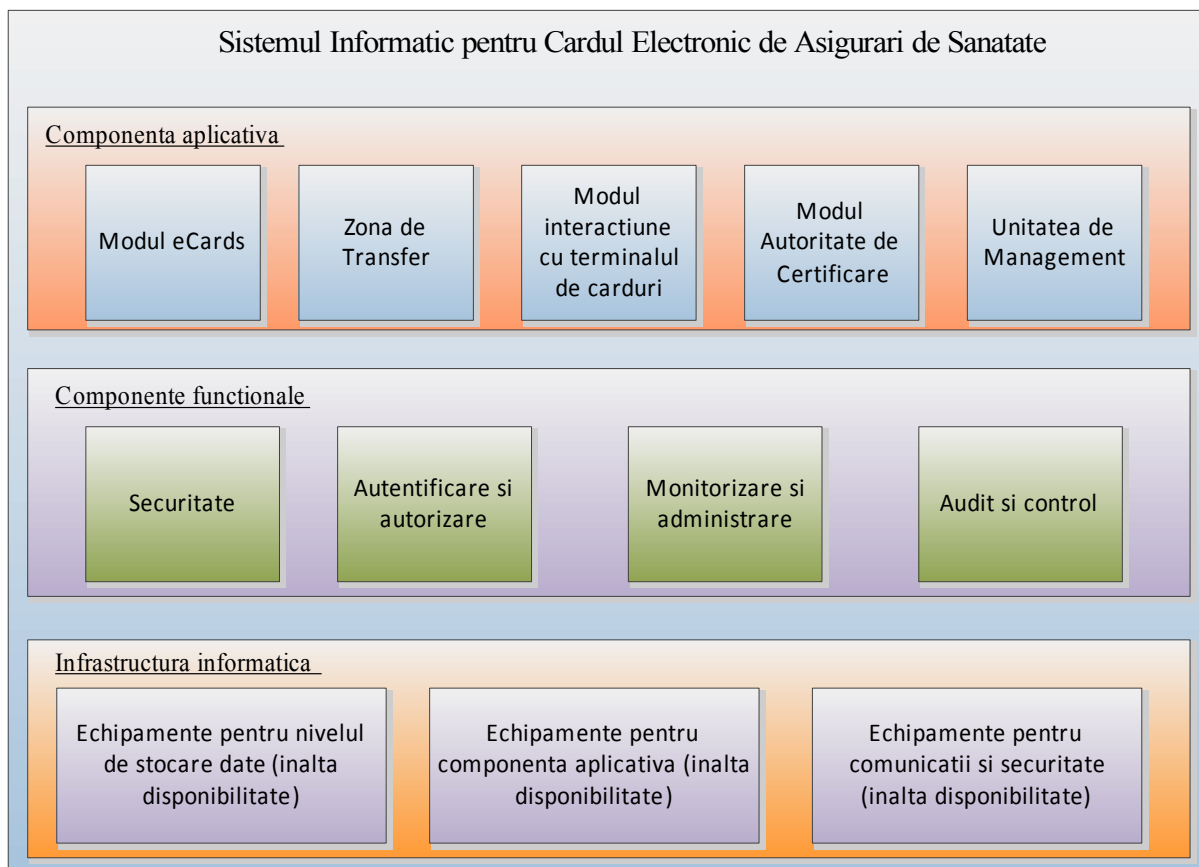 Sistemul Informatic pentru Cardul Electronic de Asigurari de Sanatate
Componenta aplicativa
Modul eCards
Zona de
Transfer
Modul
interactiune
cu terminalul
de carduri
Modul
Autoritate de
Certificare
Unitatea de
Management
Componente functionale
Securitate
Autentificare si
autorizare
Monitorizare si
administrare
Audit si control
Infrastructura informatica
Echipamente pentru nivelul
de stocare date (inalta
disponibilitate)
Echipamente pentru
componenta aplicativa (inalta
disponibilitate)
Echipamente pentru
comunicatii si securitate
(inalta disponibilitate)